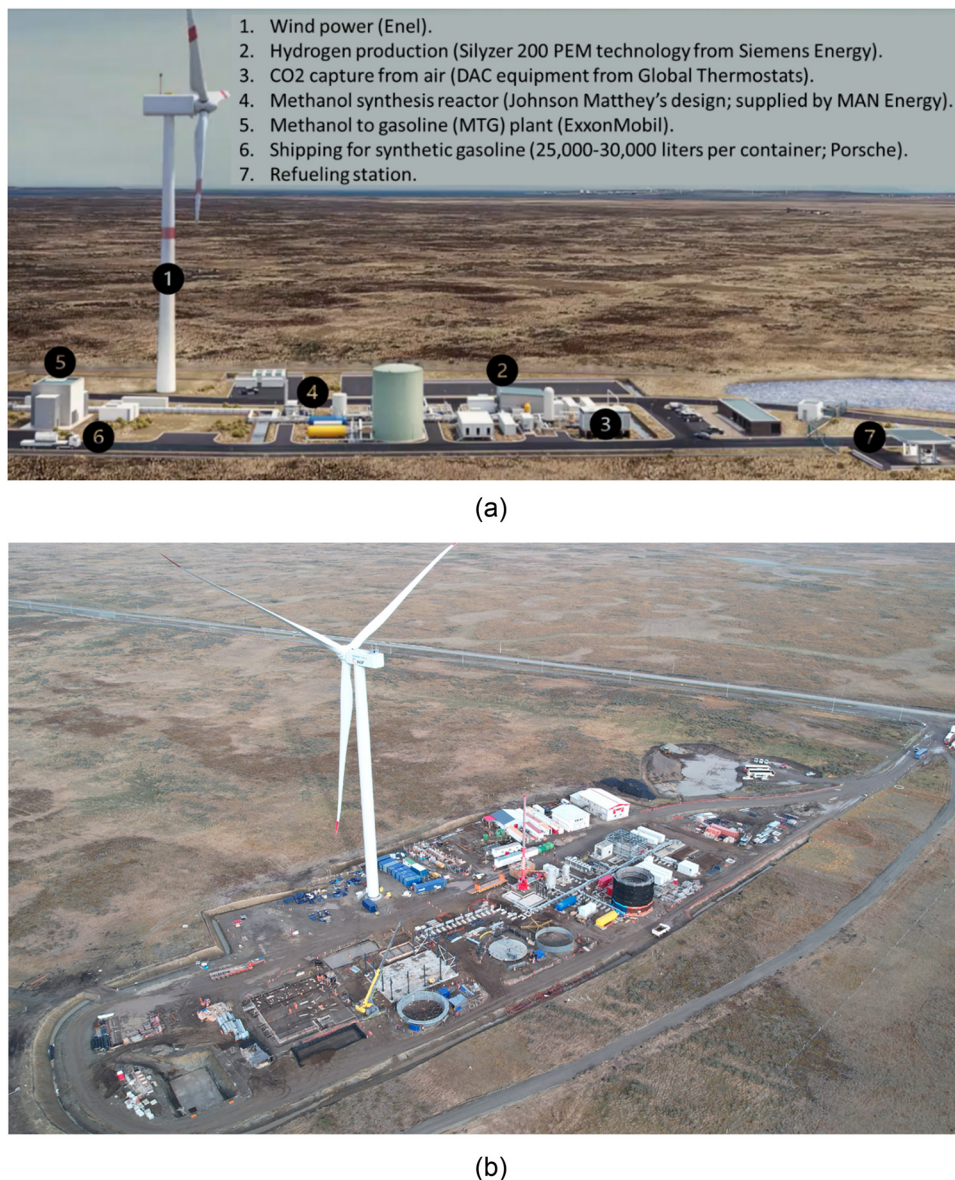 1. Wind power (Enel).
2. Hydrogen production (Silyzer 200 PEM technology from Siemens Energy).
3. CO2 capture from air (DAC equipment from Global Thermostats).
4. Methanol synthesis reactor (Johnson Matthey's design; supplied by MAN Energy).
5. Methanol to gasoline (MTG) plant (ExxonMobil).
6. Shipping for synthetic gasoline (25,000-30,000 liters per container; Porsche).
7. Refueling station.
1
5
2
4
3
6
7
(a)
(b)